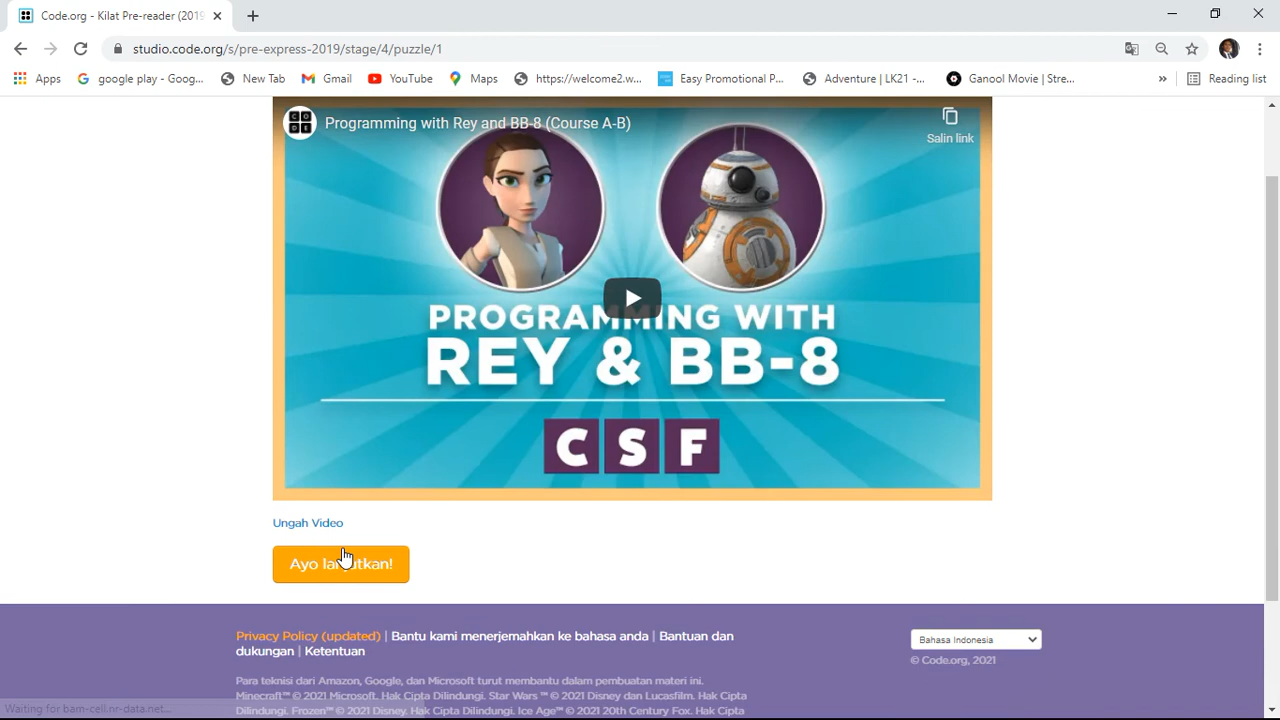 Code.org - Kilat Pre-reader (2019
studio.code.org/s/pre-express-2019/stage/4/puzzle/1
Apps google play - Goog... New Tab Gmail YouTube Maps https://welcome2.w... Easy Promotional P... Adventure | LK21 -... Ganool Movie | Stre... » Reading list
CODE
Programming with Rey and BB-8 (Course A-B)
Salin link
PROGRAMMING WITH
REY & BB-8
CSF
Ungah Video
Ayo lanjutkan!
Privacy Policy (updated) | Bantu kami menerjemahkan ke bahasa anda | Bantuan dan
dukungan | Ketentuan
Bahasa Indonesia
© Code.org, 2021
Para teknisi dari Amazon, Google, dan Microsoft turut membantu dalam pembuatan materi ini.
Minecraft™ © 2021 Microsoft. Hak Cipta Dilindungi. Star Wars ™ © 2021 Disney dan Lucasfilm. Hak Cipta
Dilindungi. Frozen™ © 2021 Disney. Hak Cipta Dilindungi. Ice Age™ © 2021 20th Century Fox. Hak Cipta
Waiting for bam-cell.nr-data.net...